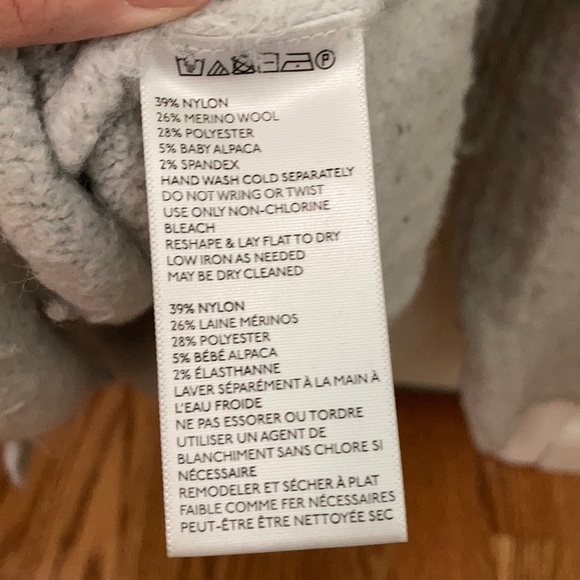 P
39% NYLON
26% MERINO WOOL
28% POLYESTER
5% BABY ALPACA
2% SPANDEX
HAND WASH COLD SEPARATELY
DO NOT WRING OR TWIST
USE ONLY NON-CHLORINE
BLEACH
RESHAPE & LAY FLAT TO DRY
LOW IRON AS NEEDED
MAY BE DRY CLEANED
39% NYLON
26% LAINE MÉRINOS
28% POLYESTER
5% BÉBÉ ALPACA
2% ÉLASTHANNE
LAVER SÉPARÉMENT À LA MAIN À
L'EAU FROIDE
NE PAS ESSORER OU TORDRE
UTILISER UN AGENT DE
BLANCHIMENT SANS CHLORE SI
NÉCESSAIRE
REMODELER ET SÉCHER À PLAT
FAIBLE COMME FER NÉCESSAIRES
PEUT-ÊTRE ÊTRE NETTOYÉE SEC